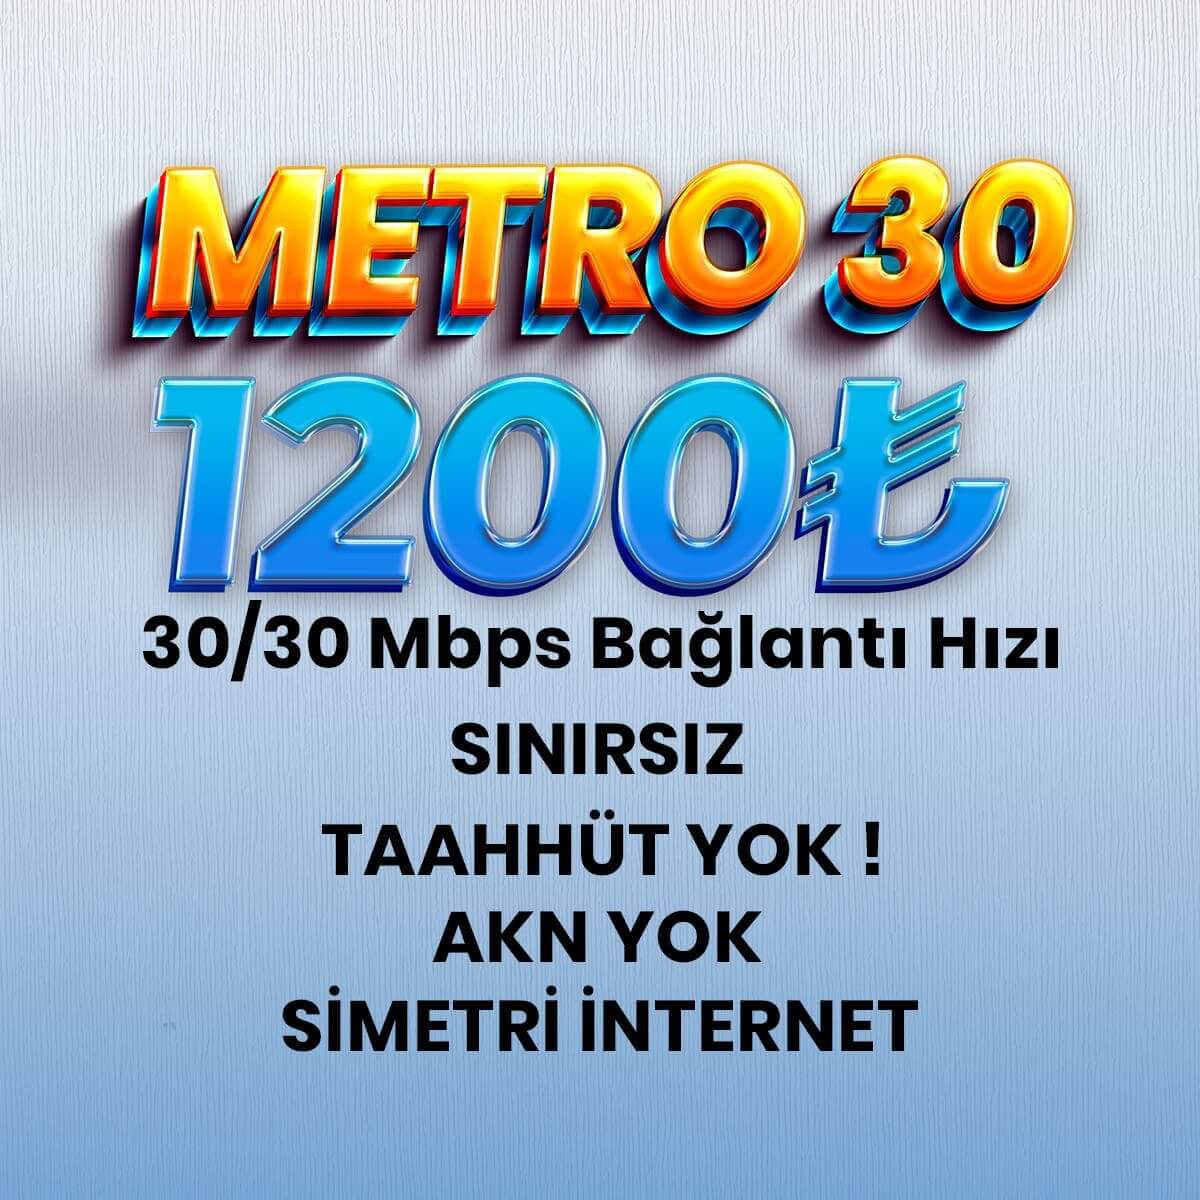 METRO 30
1200₺
30/30 Mbps Bağlantı Hızı
SINIRSIZ
TAAHHÜT YOK !
AKN YOK
SİMETRİ İNTERNET